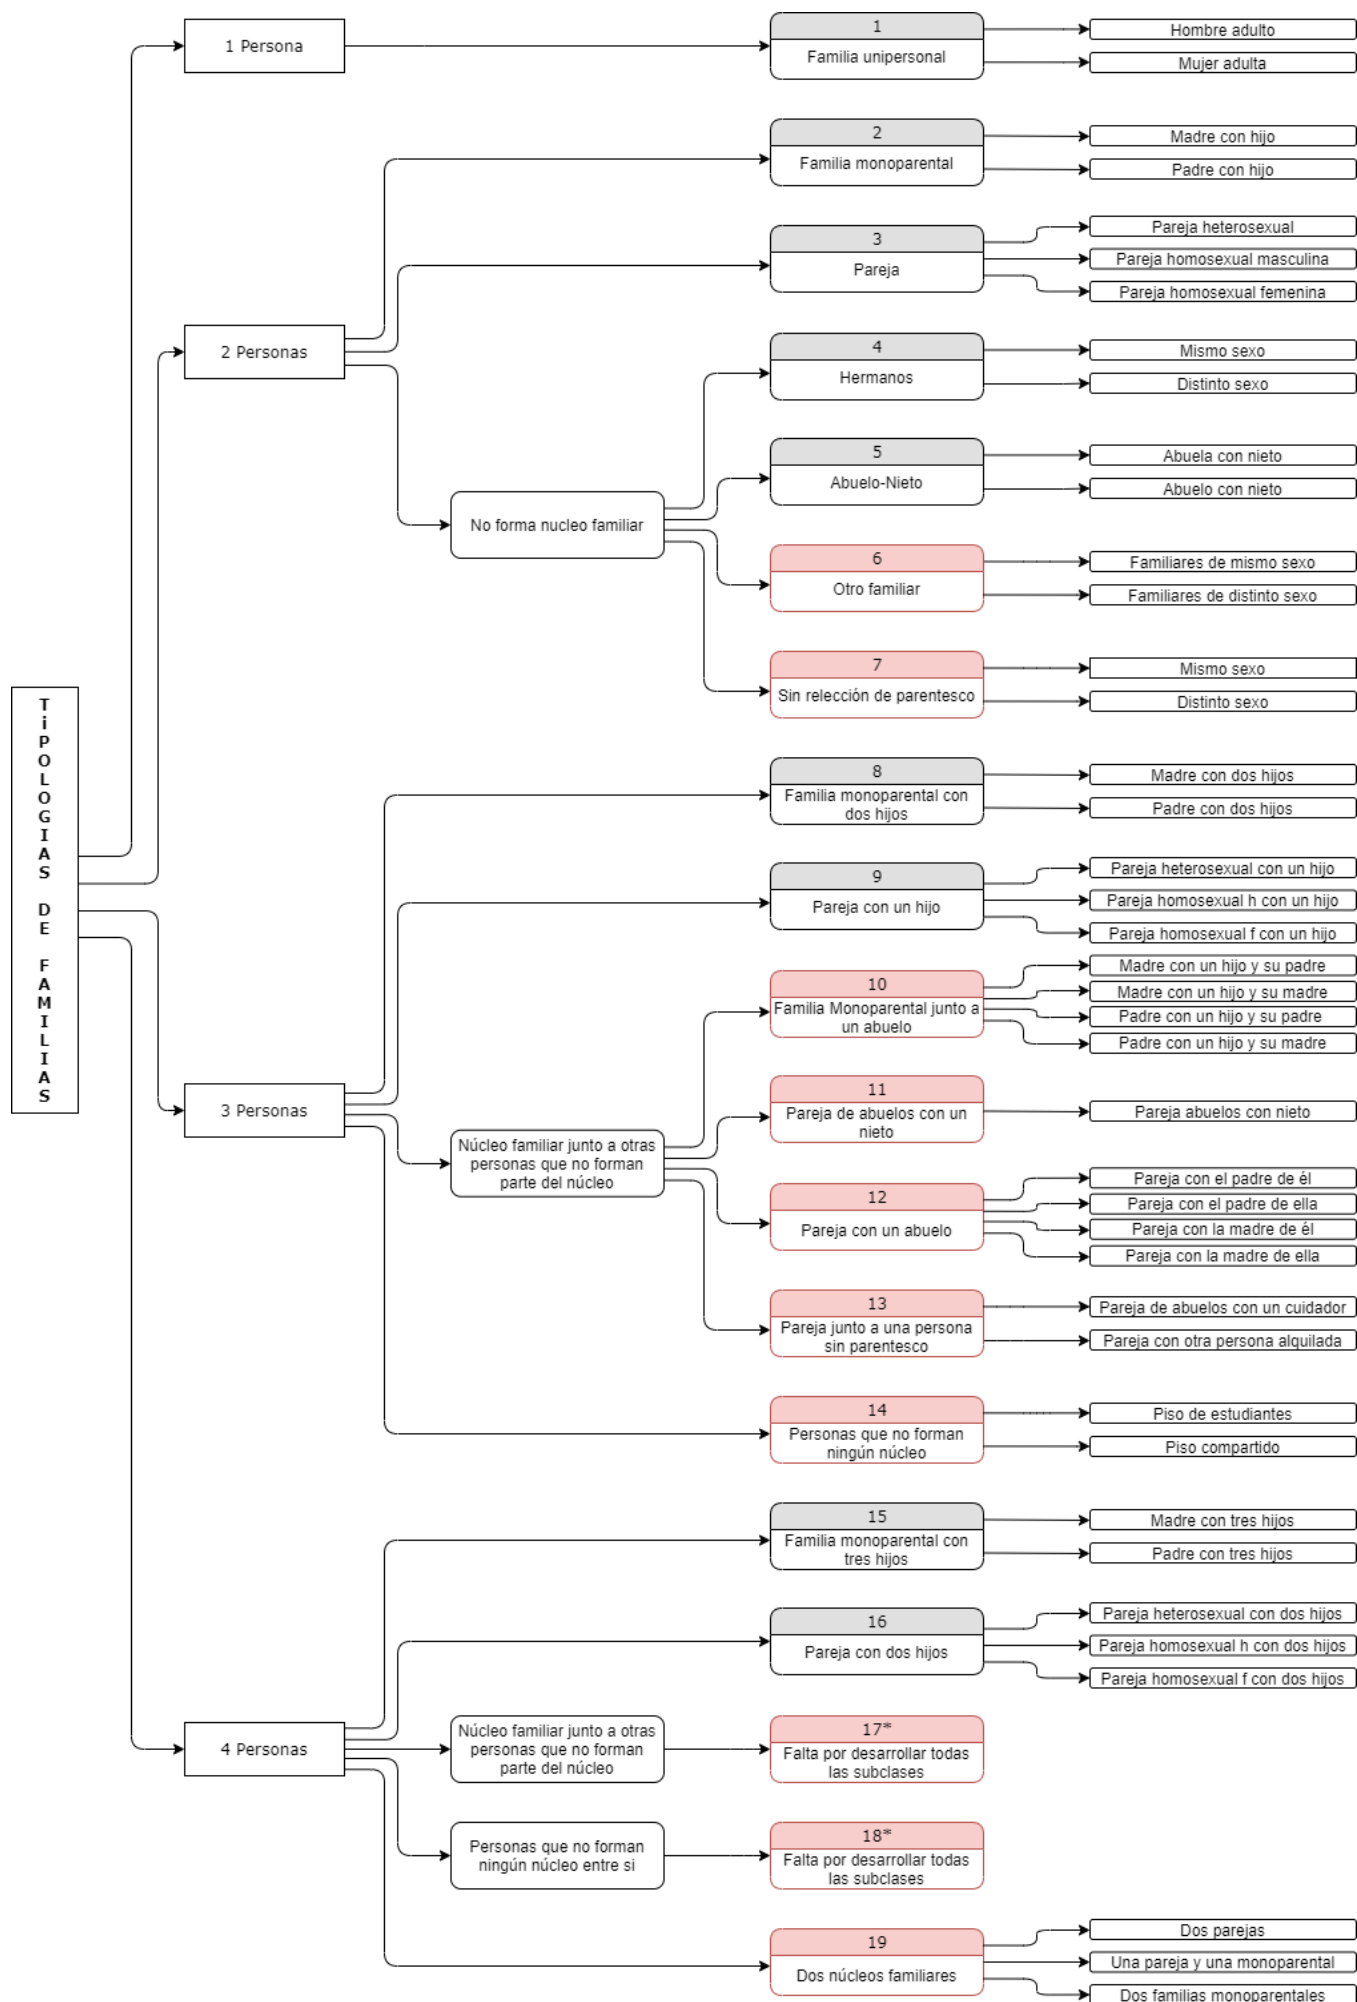 TiPOLOGIAS DE FAMILIAS
1 Persona
1
Familia unipersonal
Hombre adulto
Mujer adulta
2 Personas
2
Familia monoparental
Madre con hijo
Padre con hijo
3
Pareja
Pareja heterosexual
Pareja homosexual masculina
Pareja homosexual femenina
No forma nucleo familiar
4
Hermanos
Mismo sexo
Distinto sexo
5
Abuelo-Nieto
Abuela con nieto
Abuelo con nieto
6
Otro familiar
Familiares de mismo sexo
Familiares de distinto sexo
7
Sin relección de parentesco
Mismo sexo
Distinto sexo
3 Personas
8
Familia monoparental con
dos hijos
Madre con dos hijos
Padre con dos hijos
9
Pareja con un hijo
Pareja heterosexual con un hijo
Pareja homosexual h con un hijo
Pareja homosexual f con un hijo
Núcleo familiar junto a otras
personas que no forman
parte del núcleo
10
Familia Monoparental junto a
un abuelo
Madre con un hijo y su padre
Madre con un hijo y su madre
Padre con un hijo y su padre
Padre con un hijo y su madre
11
Pareja de abuelos con un
nieto
Pareja abuelos con nieto
12
Pareja con un abuelo
Pareja con el padre de él
Pareja con el padre de ella
Pareja con la madre de él
Pareja con la madre de ella
13
Pareja junto a una persona
sin parentesco
Pareja de abuelos con un cuidador
Pareja con otra persona alquilada
14
Personas que no forman
ningún núcleo
Piso de estudiantes
Piso compartido
4 Personas
15
Familia monoparental con
tres hijos
Madre con tres hijos
Padre con tres hijos
16
Pareja con dos hijos
Pareja heterosexual con dos hijos
Pareja homosexual h con dos hijos
Pareja homosexual f con dos hijos
Núcleo familiar junto a otras
personas que no forman
parte del núcleo
17*
Falta por desarrollar todas
las subclases
Personas que no forman
ningún núcleo entre si
18*
Falta por desarrollar todas
las subclases
19
Dos núcleos familiares
Dos parejas
Una pareja y una monoparental
Dos familias monoparentales